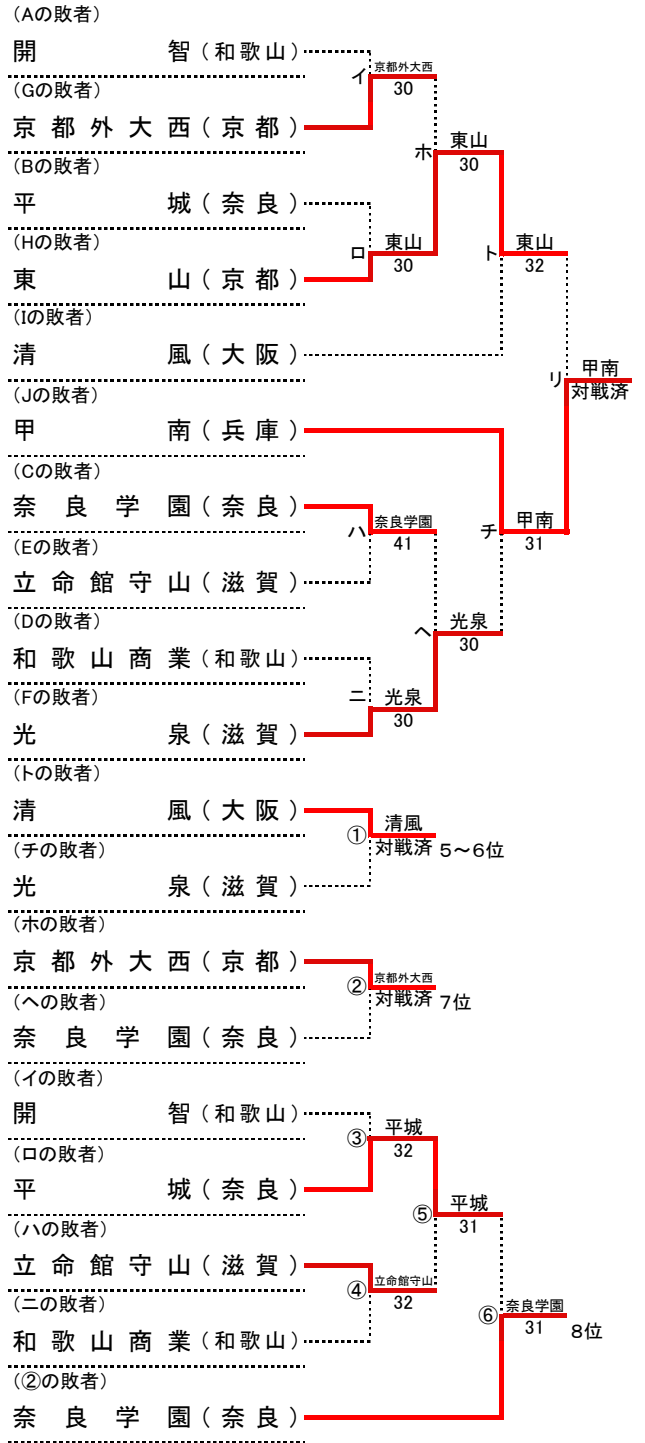 (Aの敗者)
開 智(和歌山)
イ 京都外大西
30
(Gの敗者)
京都外大西(京都)
ホ 東山
30
(Bの敗者)
平 城(奈良)
(Hの敗者)
ロ 東山
30
ト 東山
32
東 山(京都)
(Iの敗者)
清 風(大阪)
リ 甲南
対戦済
(Jの敗者)
甲 南(兵庫)
(Cの敗者)
奈良学園(奈良)
ハ 奈良学園
41
チ 甲南
31
(Eの敗者)
立命館守山(滋賀)
(Dの敗者)
ヘ 光泉
30
和歌山商業(和歌山)
(Fの敗者)
ニ 光泉
30
光 泉(滋賀)
(トの敗者)
清 風(大阪)
① 清風
対戦済 5～6位
(チの敗者)
光 泉(滋賀)
(ホの敗者)
京都外大西(京都)
② 京都外大西
対戦済 7位
(ヘの敗者)
奈良学園(奈良)
(イの敗者)
開 智(和歌山)
③ 平城
32
(ロの敗者)
平 城(奈良)
⑤ 平城
31
(ハの敗者)
立命館守山(滋賀)
④ 立命館守山
32
(ニの敗者)
⑥ 奈良学園
31 8位
和歌山商業(和歌山)
(②の敗者)
奈良学園(奈良)